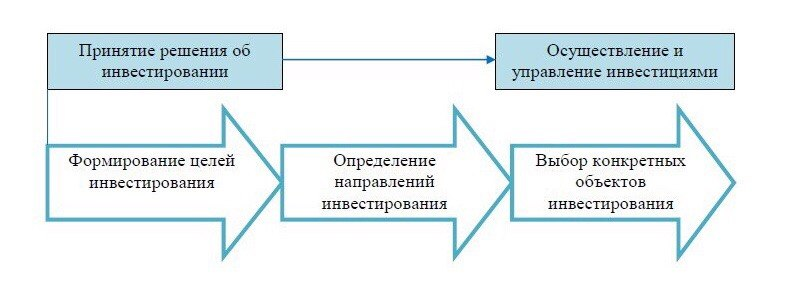 Принятие решения об
инвестировании
Осуществление и
управление инвестициями
Формирование целей
инвестирования
Определение
направлений
инвестирования
Выбор конкретных
объектов
инвестирования